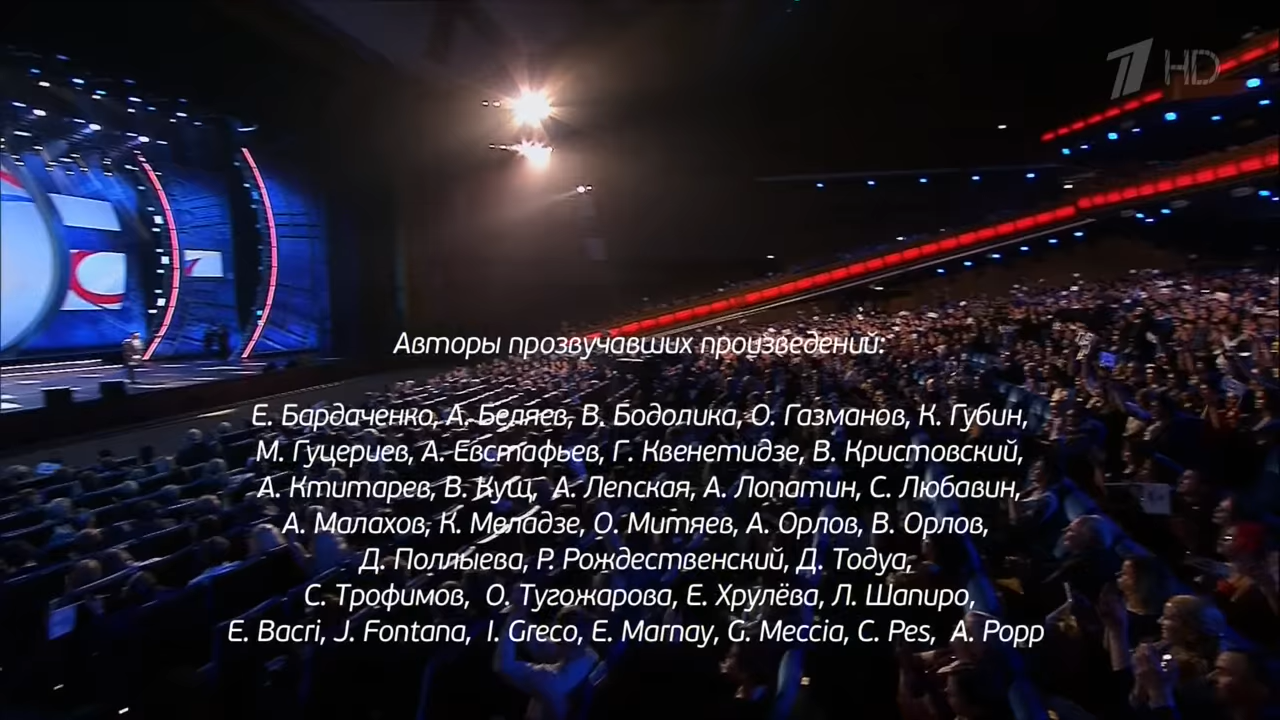 1 HD
Авторы прозвучавших произведений:
Е. Бардаченко, А. Беляев, В. Бодолика, О. Газманов, К. Губин,
М. Гуцериев, А. Евстафьев, Г. Квенетидзе, В. Кристовский,
А. Ктитарев, В. Кущ, А. Лепская, А. Лопатин, С. Любавин,
А. Малахов, К. Меладзе, О. Митяев, А. Орлов, В. Орлов,
Д. Поллыева, Р. Рождественский, Д. Тодуа,
С. Трофимов, О. Тугожарова, Е. Хрулёва, Л. Шапиро,
E. Bacri, J. Fontana, I. Greco, E. Marnay, G. Meccia, C. Pes, A. Popp